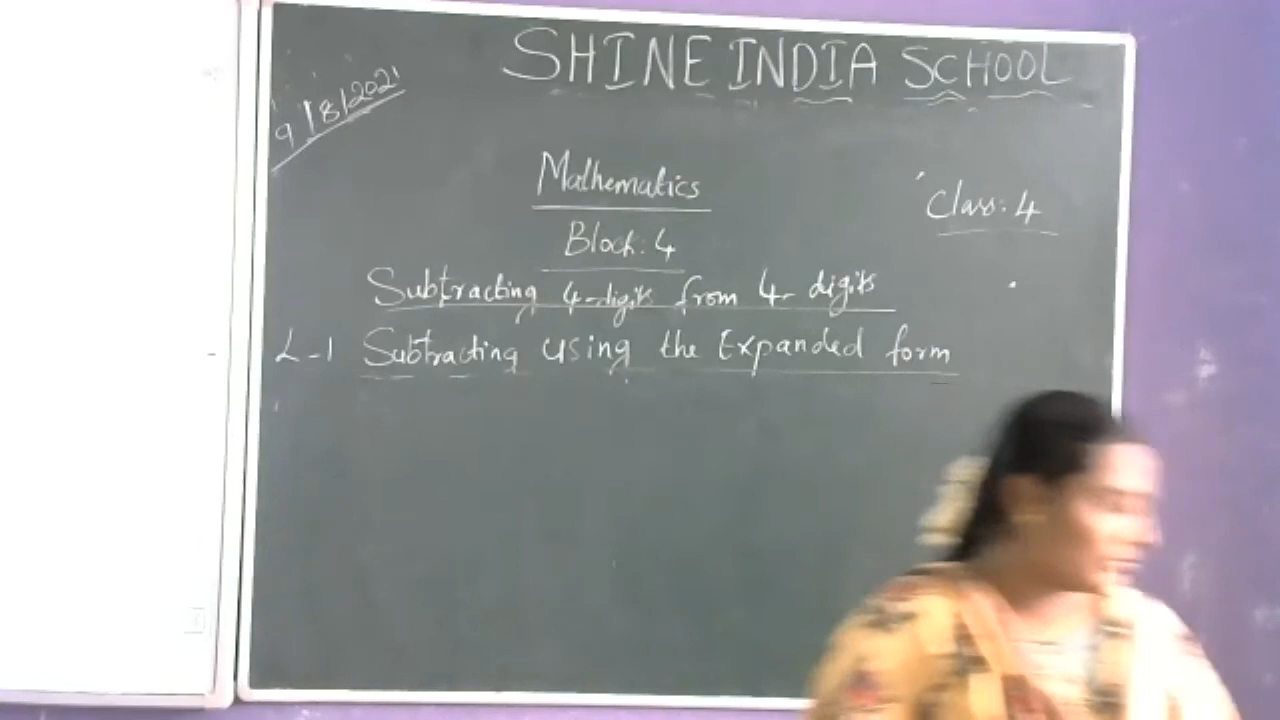 SHINE INDIA SCHOOL
9/8/2021
Mathematics
Class: 4
Block: 4
Subtracting 4-digits from 4-digits
L-1 Subtracting using the Expanded form